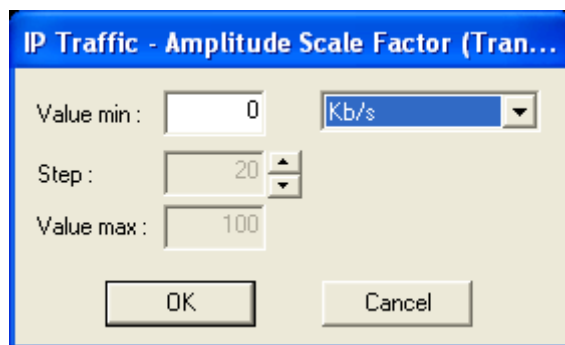 IP Traffic - Amplitude Scale Factor (Tran...
Value min : 0 Kb/s
Step : 20
Value max : 100
OK Cancel